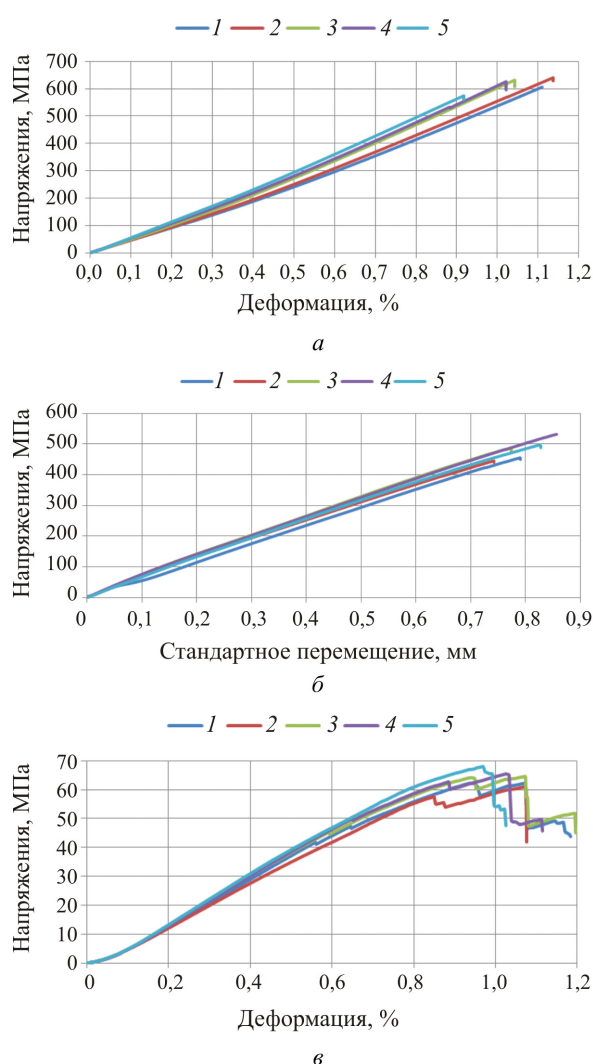 1 2 3 4 5
Напряжения, МПа
700
600
500
400
300
200
100
0
0,0 0,1 0,2 0,3 0,4 0,5 0,6 0,7 0,8 0,9 1,0 1,1 1,2
Деформация, %
а
1 2 3 4 5
Напряжения, МПа
600
500
400
300
200
100
0
0 0,1 0,2 0,3 0,4 0,5 0,6 0,7 0,8 0,9
Стандартное перемещение, мм
б
1 2 3 4 5
Напряжения, МПа
70
60
50
40
30
20
10
0
0 0,2 0,4 0,6 0,8 1,0 1,2
Деформация, %
в